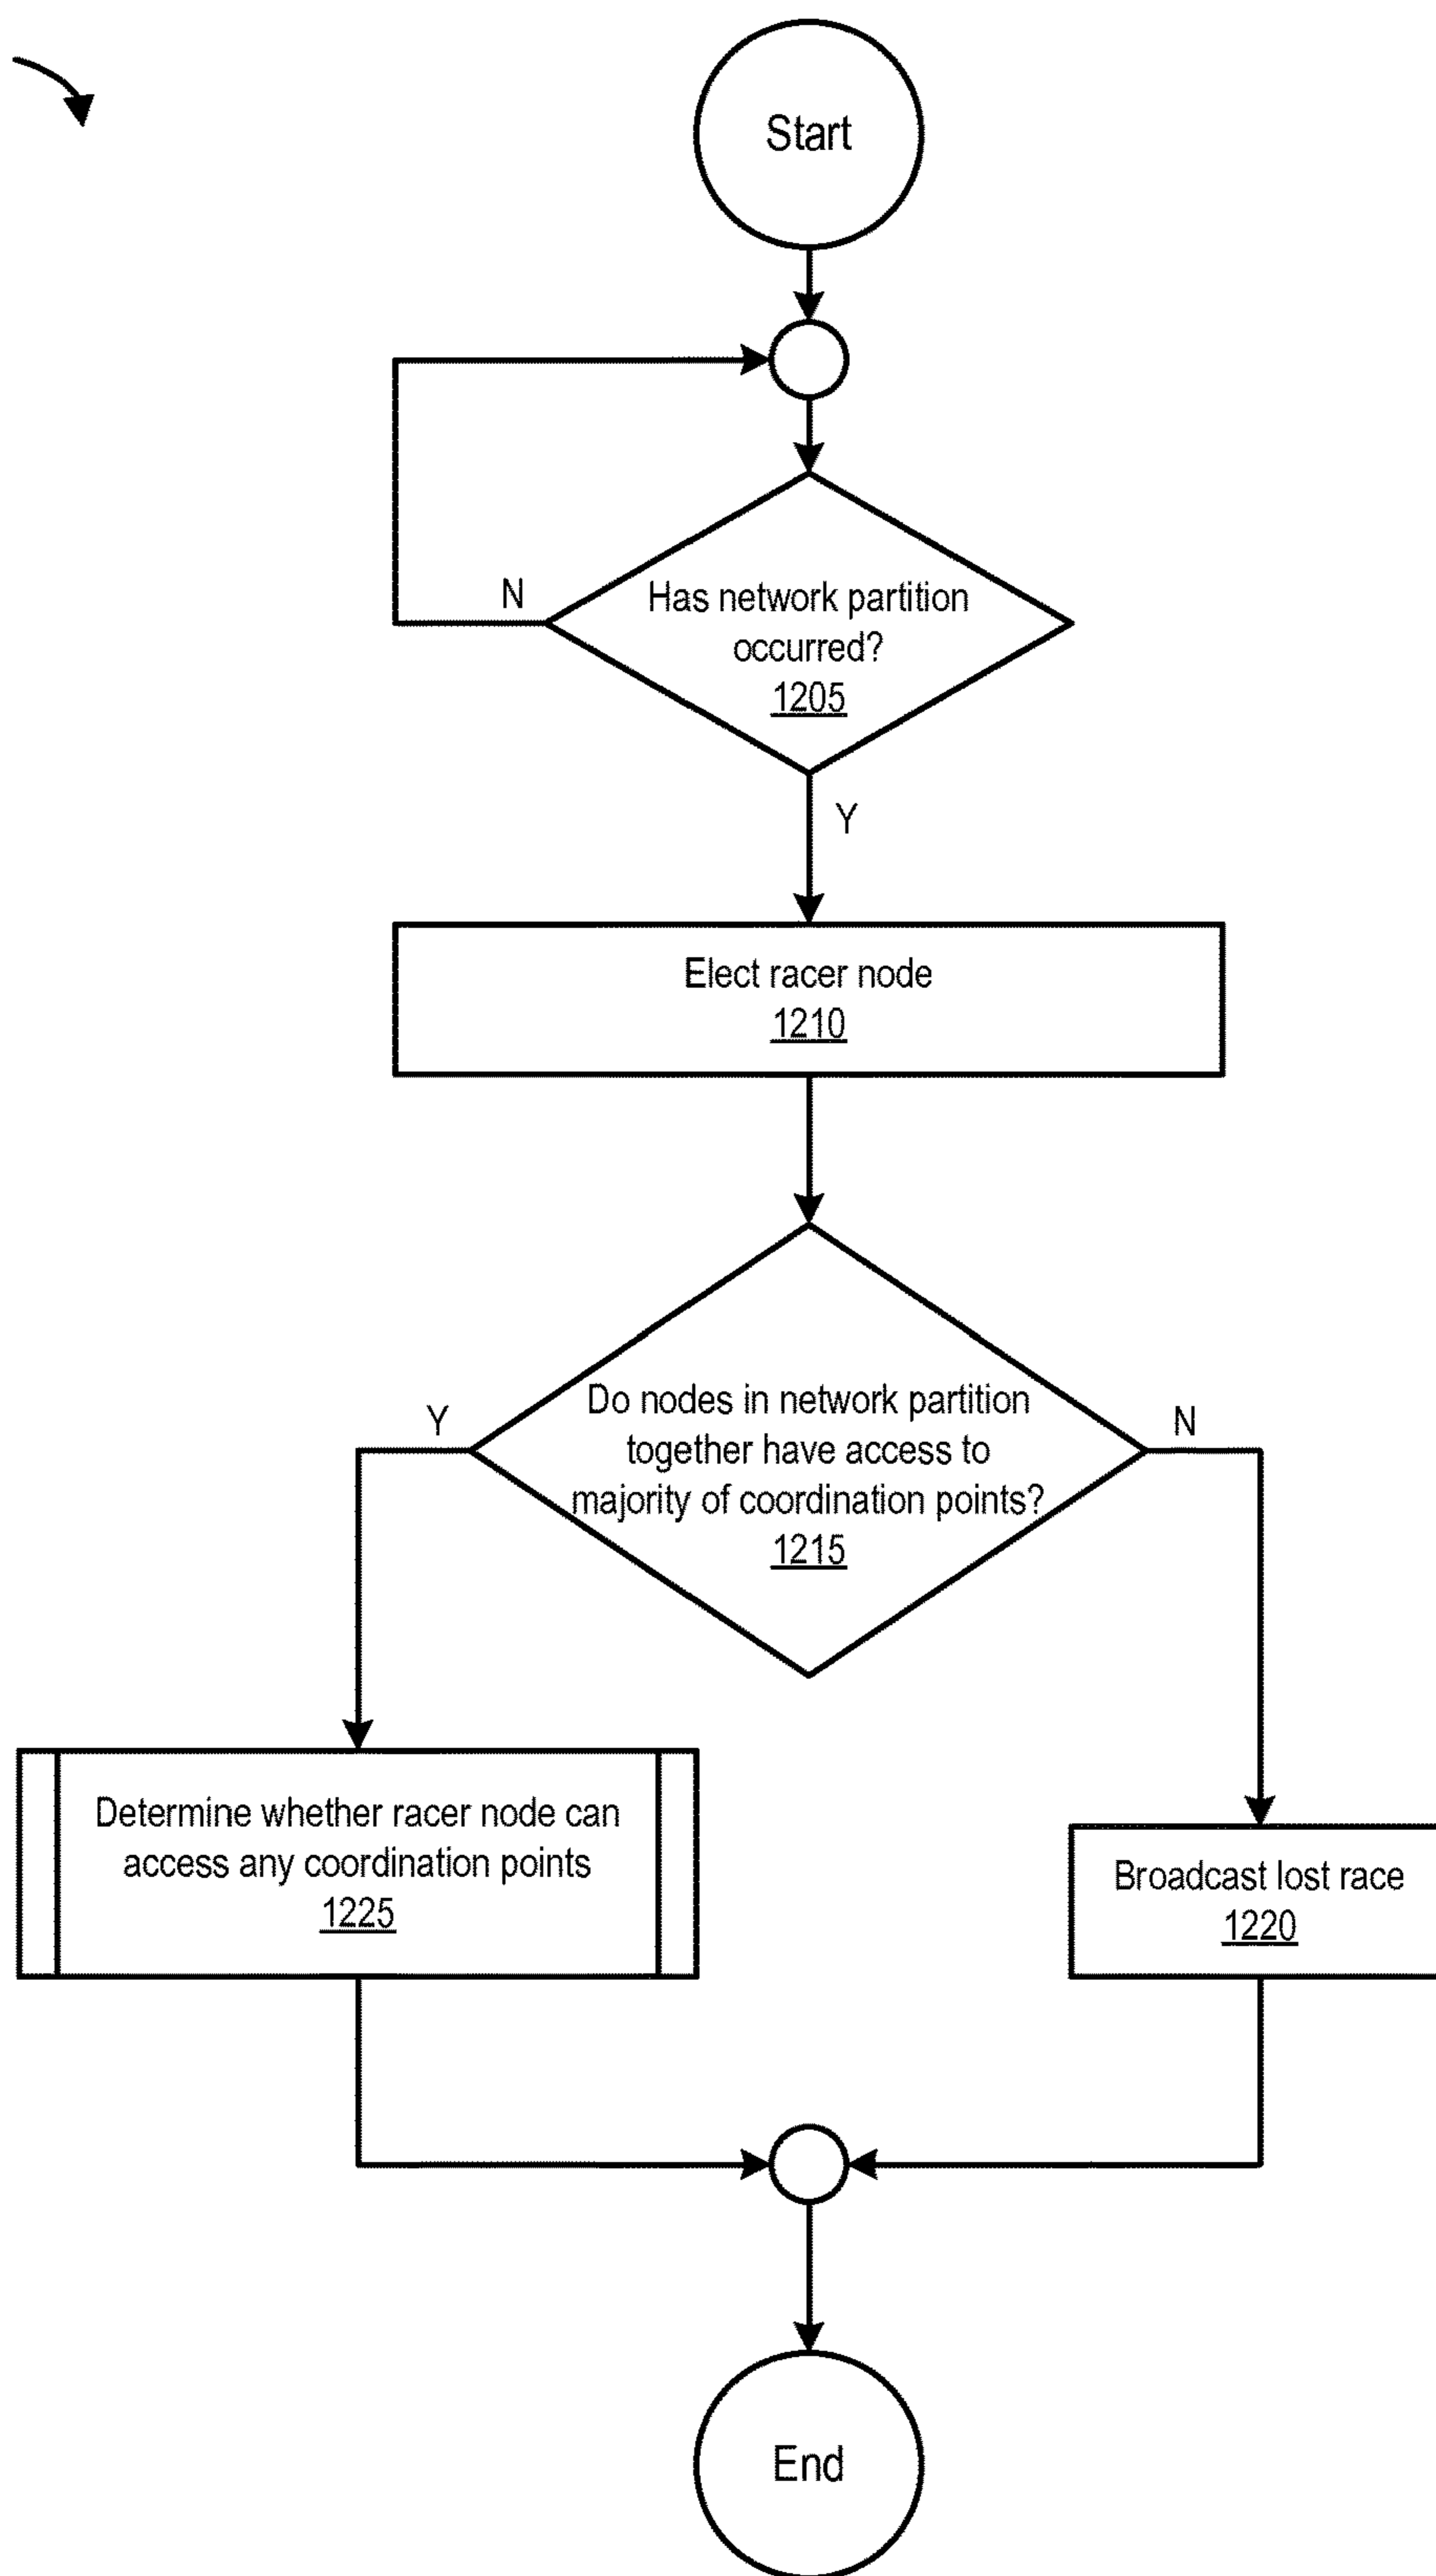 Start
N
Has network partition
occurred?
1205
Y
Elect racer node
1210
Y
Do nodes in network partition
together have access to
majority of coordination points?
1215
N
Determine whether racer node can
access any coordination points
1225
Broadcast lost race
1220
End